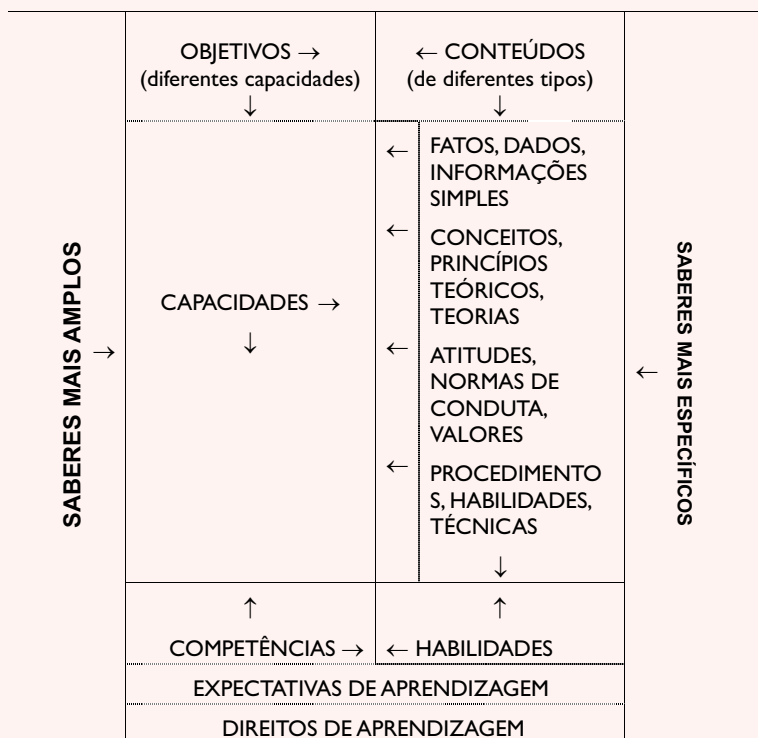 OBJETIVOS →
(diferentes capacidades)
↓
← CONTEÚDOS
(de diferentes tipos)
↓
SABERES MAIS AMPLOS
→
CAPACIDADES →
↓
←
FATOS, DADOS,
INFORMAÇÕES
SIMPLES
←
CONCEITOS,
PRINCÍPIOS
TEÓRICOS,
TEORIAS
←
ATITUDES,
NORMAS DE
CONDUTA,
VALORES
←
PROCEDIMENTO
S, HABILIDADES,
TÉCNICAS
↓
←
SABERES MAIS ESPECÍFICOS
↑
COMPETÊNCIAS →
↑
← HABILIDADES
EXPECTATIVAS DE APRENDIZAGEM
DIREITOS DE APRENDIZAGEM